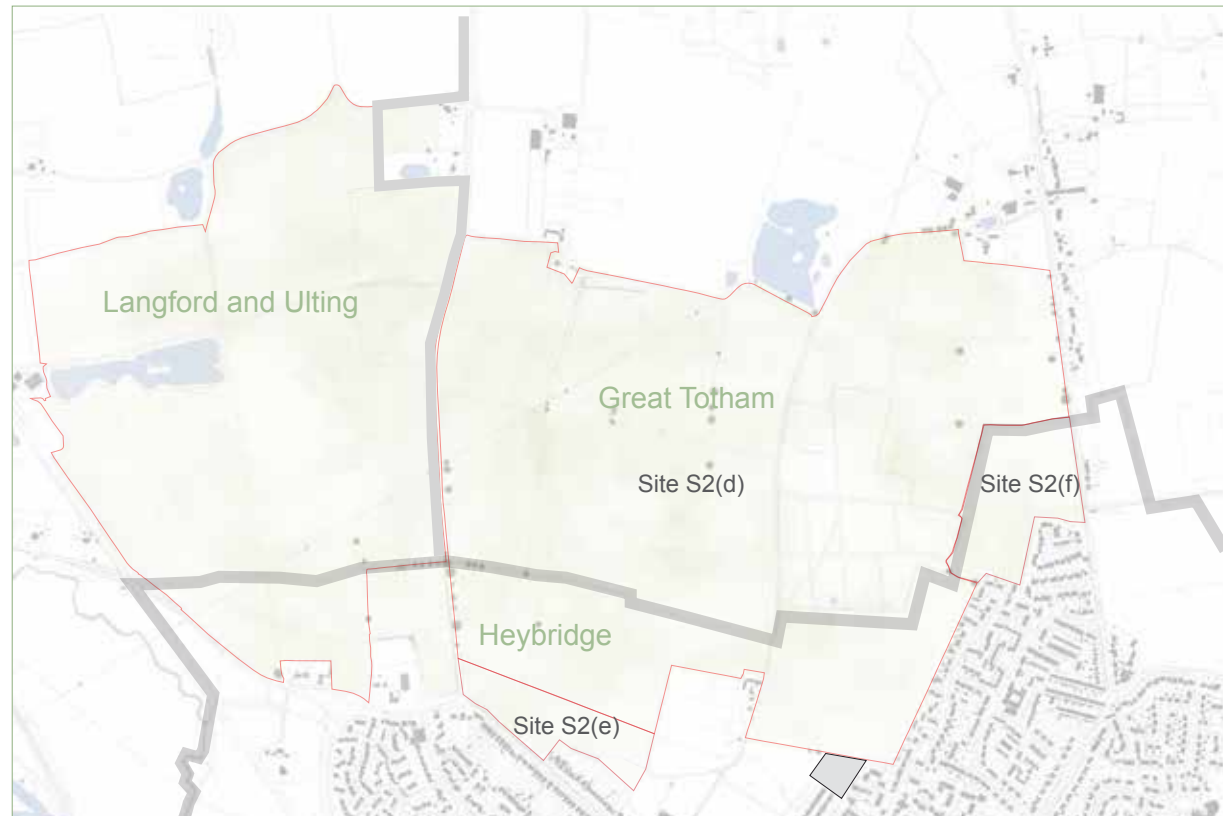 Langford and Ulting
Great Totham
Site S2(d)
Site S2(f)
Heybridge
Site S2(e)